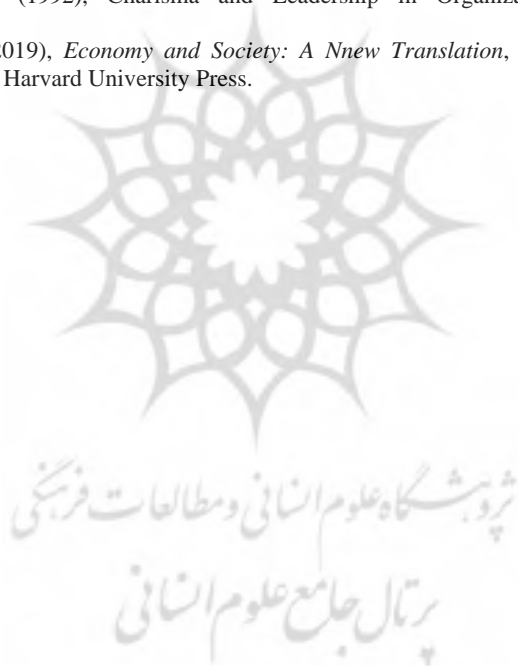 (1992), Charisma and Leadership in Organiza
2019), Economy and Society: A Nnew Translation,
Harvard University Press.
پژوهشگاه علوم انسانی و مطالعات فرهنگی
پرتال جامع علوم انسانی